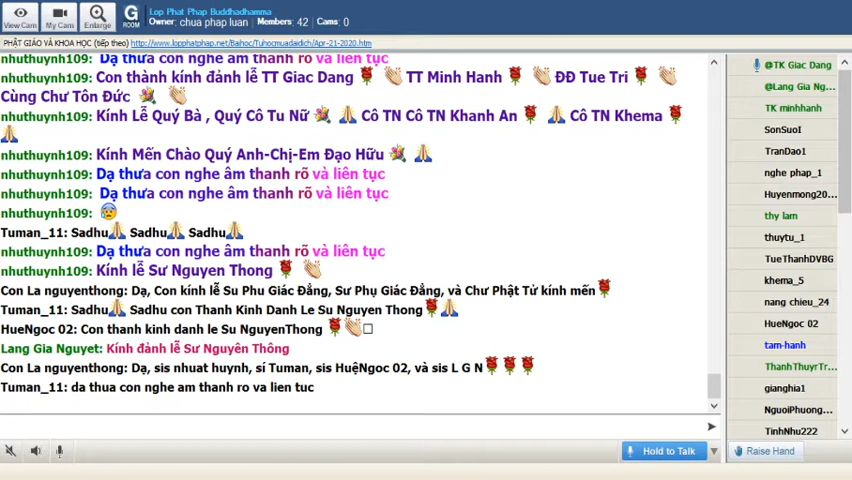 View Cam
My Cam
Enlarge
G
ROOM
Lop Phat Phap Buddhadhamma
Owner: chua phap luan Members: 42 Cams: 0
PHẬT GIÁO VÀ KHOA HỌC (tiếp theo) http://www.lopphatphap.net/Baihoc/Tuhocmuadaidich/Apr-21-2020.htm
nhuthuynh109: Dạ thưa con nghe âm thanh rõ và liên tục
nhuthuynh109: Con thành kính đảnh lễ TT Giac Dang 🌹 👏 TT Minh Hanh 🌹 👏 ĐĐ Tue Tri 🌹 👏
Cùng Chư Tôn Đức 💐 👏
nhuthuynh109: Kính Lễ Quý Bà , Quý Cô Tu Nữ 💐 🙏 Cô TN Cô TN Khanh An 🌹 🙏 Cô TN Khema 🌹
🙏
nhuthuynh109: Kính Mến Chào Quý Anh-Chị-Em Đạo Hữu 💐 🙏
nhuthuynh109: Dạ thưa con nghe âm thanh rõ và liên tục
nhuthuynh109: Dạ thưa con nghe âm thanh rõ và liên tục
nhuthuynh109: 😰
Tuman_11: Sadhu🙏 Sadhu🙏 Sadhu🙏
nhuthuynh109: Dạ thưa con nghe âm thanh rõ và liên tục
nhuthuynh109: Kính lễ Sư Nguyen Thong 🌹 👏
Con La nguyenthong: Dạ, Con kính lễ Su Phu Giác Đẳng, Sư Phụ Giác Đẳng, và Chư Phật Tử kính mến🌹
Tuman_11: Sadhu🙏 Sadhu con Thanh Kinh Danh Le Su Nguyen Thong🌹🙏
HueNgoc 02: Con thanh kinh danh le Su NguyenThong 🌹👏□
Lang Gia Nguyet: Kính đảnh lễ Sư Nguyên Thông
Con La nguyenthong: Dạ, sis nhuat huynh, sí Tuman, sis HuệNgoc 02, và sis L G N🌹🌹🌹
Tuman_11: da thua con nghe am thanh ro va lien tuc
Hold to Talk
@TK Giac Dang
@Lang Gia Ng...
TK minhhanh
SonSuoI
TranDao1
nghe phap_1
Huyenmong20...
thy lam
thuytu_1
TueThanhDVBG
khema_5
nang chieu_24
HueNgoc 02
tam-hanh
ThanhThuyrTr...
gianghia1
NguoiPhuong...
TinhNhu222
Raise Hand